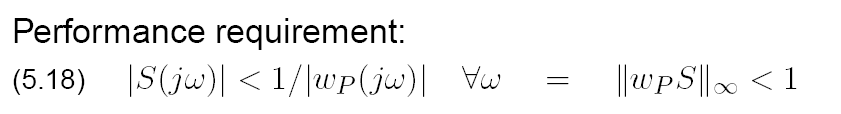 Performance requirement:
(5.18) |S(jω)| < 1/|w_P(jω)| ∀ω = ‖w_P S‖_∞ < 1